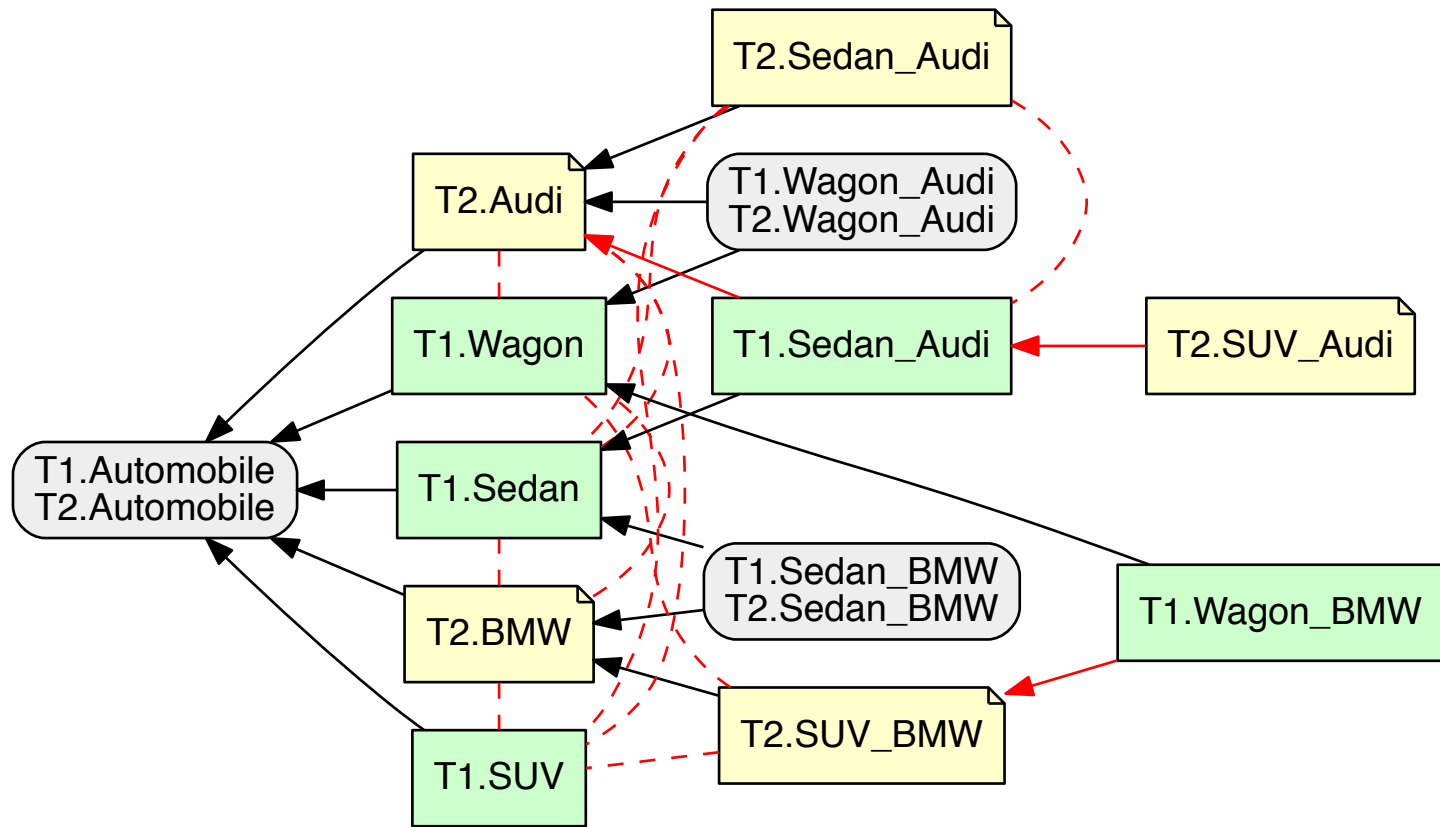 T2.Sedan_Audi
T2.Audi
T1.Wagon_Audi
T2.Wagon_Audi
T1.Wagon
T1.Sedan_Audi
T2.SUV_Audi
T1.Automobile
T2.Automobile
T1.Sedan
T1.Sedan_BMW
T2.Sedan_BMW
T1.Wagon_BMW
T2.BMW
T2.SUV_BMW
T1.SUV